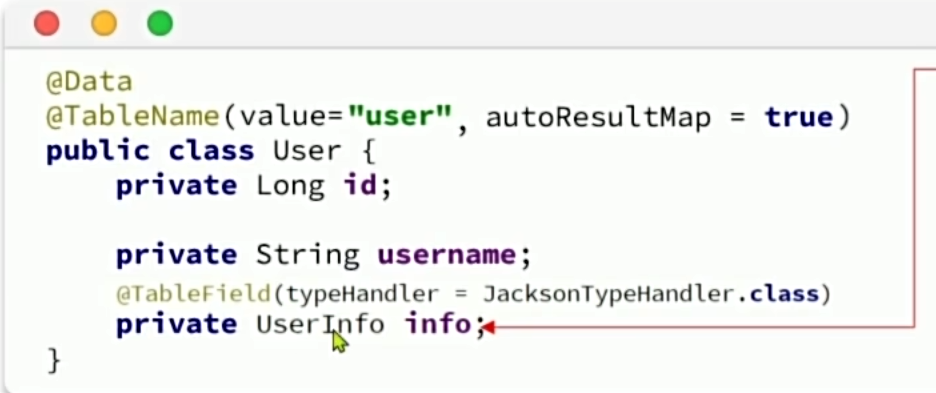 @Data
@TableName(value="user", autoResultMap = true)
public class User {
    private Long id;
    private String username;
    @TableField(typeHandler = JacksonTypeHandler.class)
    private UserInfo info;
}